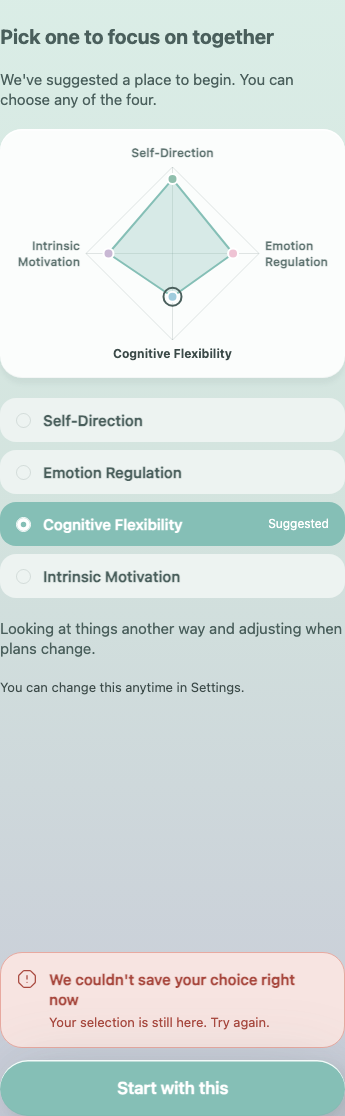 Pick one to focus on together
We've suggested a place to begin. You can
choose any of the four.
Self-Direction
Intrinsic
Motivation
Emotion
Regulation
Cognitive Flexibility
Self-Direction
Emotion Regulation
Cognitive Flexibility Suggested
Intrinsic Motivation
Looking at things another way and adjusting when
plans change.
You can change this anytime in Settings.
We couldn't save your choice right
now
Your selection is still here. Try again.
Start with this